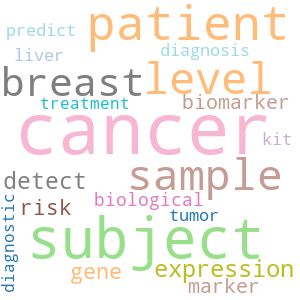 predict
patient
liver
diagnosis
breast
level
treatment
biomarker
cancer
kit
detect
sample
biological
risk
tumor
diagnostic
subject
gene
expression
marker